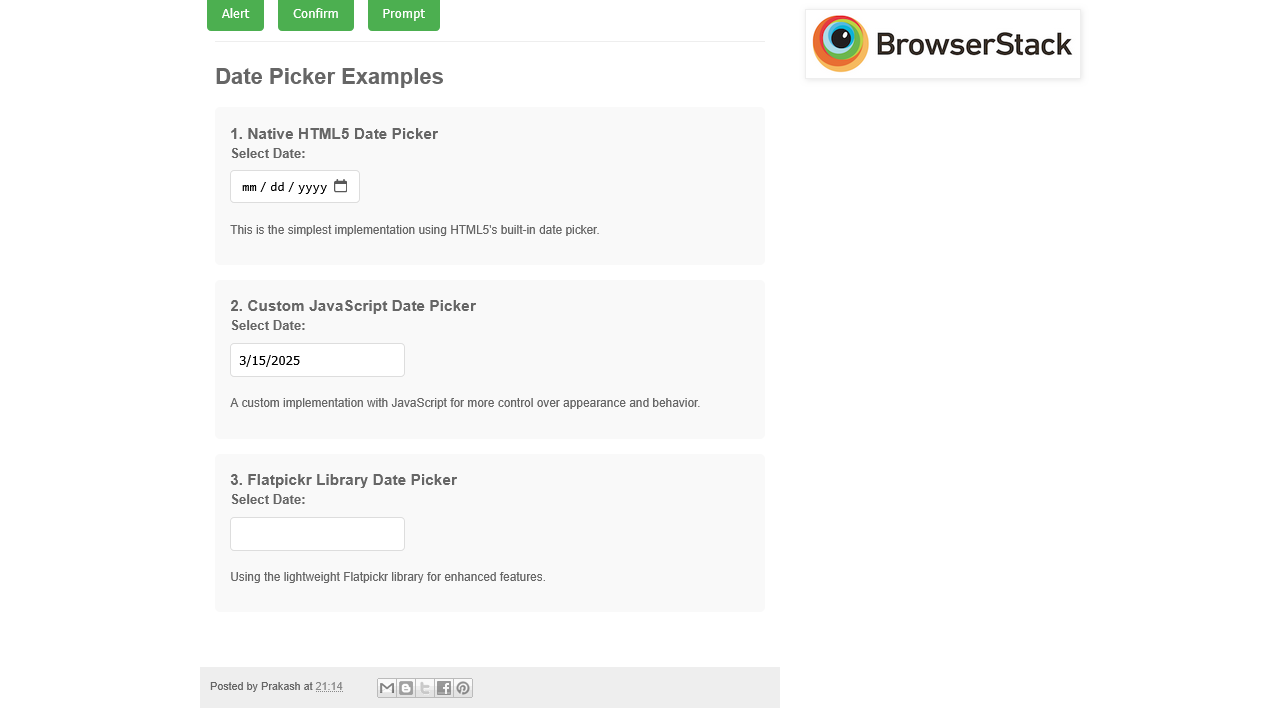 Alert Confirm Prompt
BrowserStack
Date Picker Examples
1. Native HTML5 Date Picker
Select Date:
mm / dd / yyyy
This is the simplest implementation using HTML5's built-in date picker.
2. Custom JavaScript Date Picker
Select Date:
3/15/2025
A custom implementation with JavaScript for more control over appearance and behavior.
3. Flatpickr Library Date Picker
Select Date:
Using the lightweight Flatpickr library for enhanced features.
Posted by Prakash at 21:14